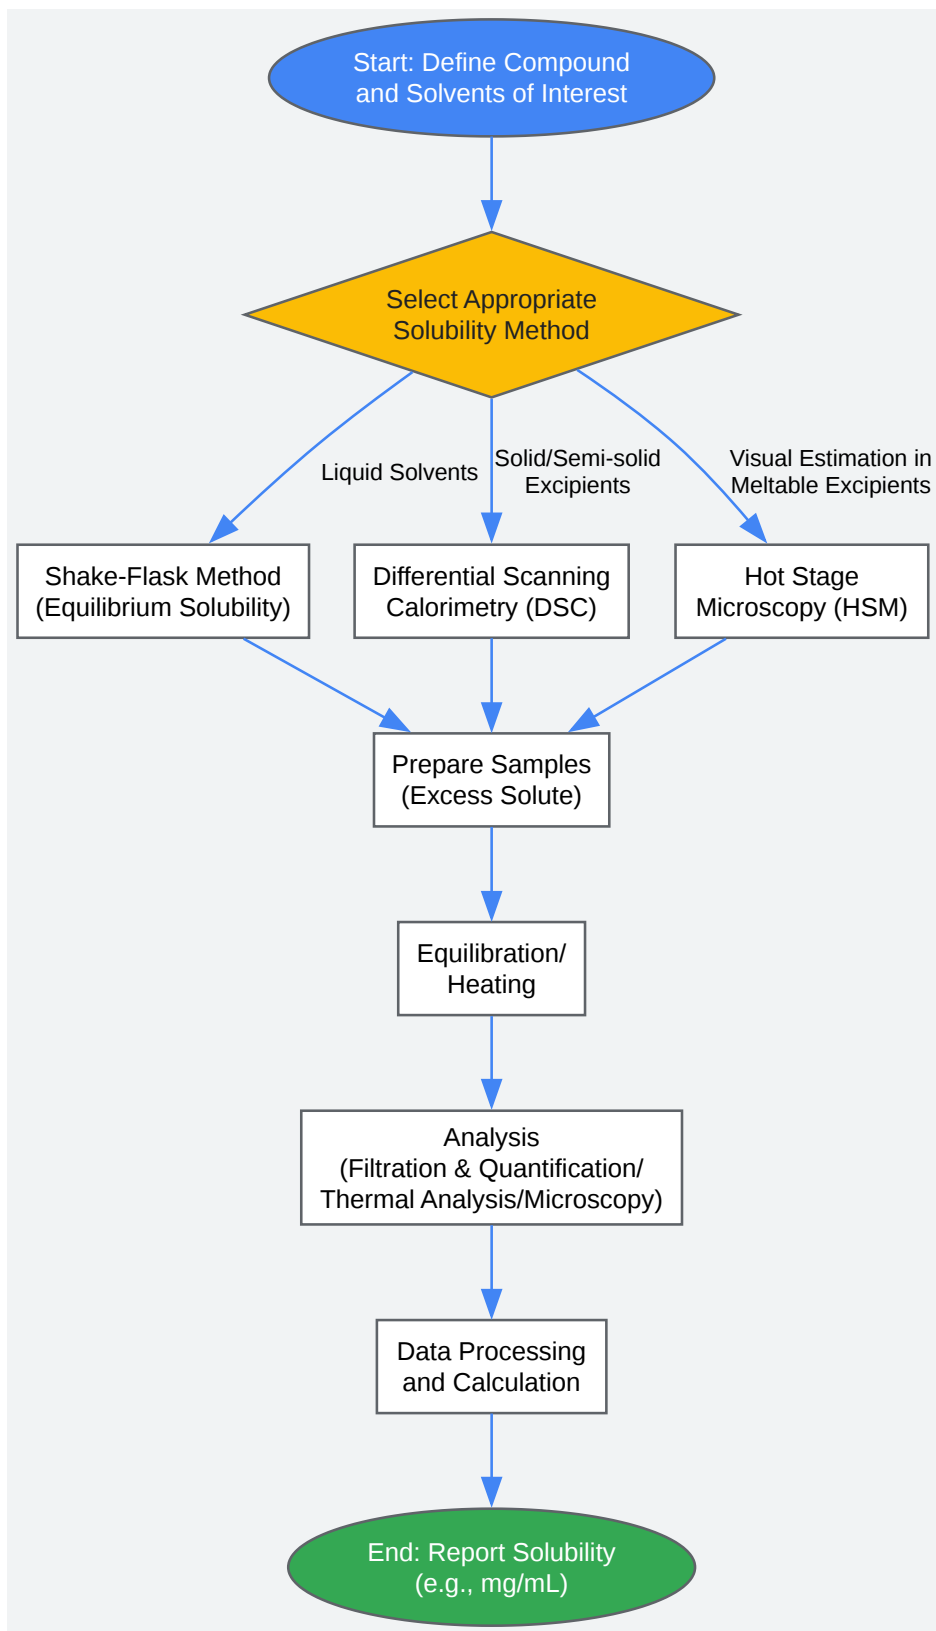 Start: Define Compound
and Solvents of Interest
Select Appropriate
Solubility Method
Liquid Solvents
Solid/Semi-solid
Excipients
Visual Estimation in
Meltable Excipients
Shake-Flask Method
(Equilibrium Solubility)
Differential Scanning
Calorimetry (DSC)
Hot Stage
Microscopy (HSM)
Prepare Samples
(Excess Solute)
Equilibration/
Heating
Analysis
(Filtration & Quantification/
Thermal Analysis/Microscopy)
Data Processing
and Calculation
End: Report Solubility
(e.g., mg/mL)